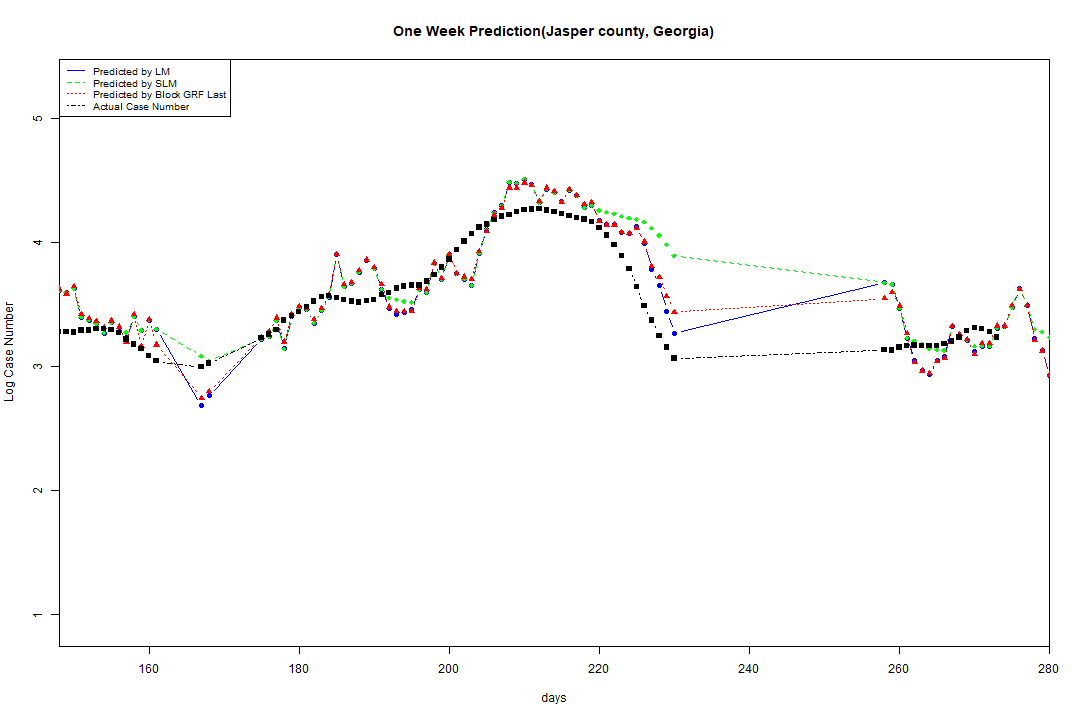 One Week Prediction(Jasper county, Georgia)
Predicted by LM
Predicted by SLM
Predicted by Block GRF Last
Actual Case Number
5
4
3
2
1
Log Case Number
160 180 200 220 240 260 280
days